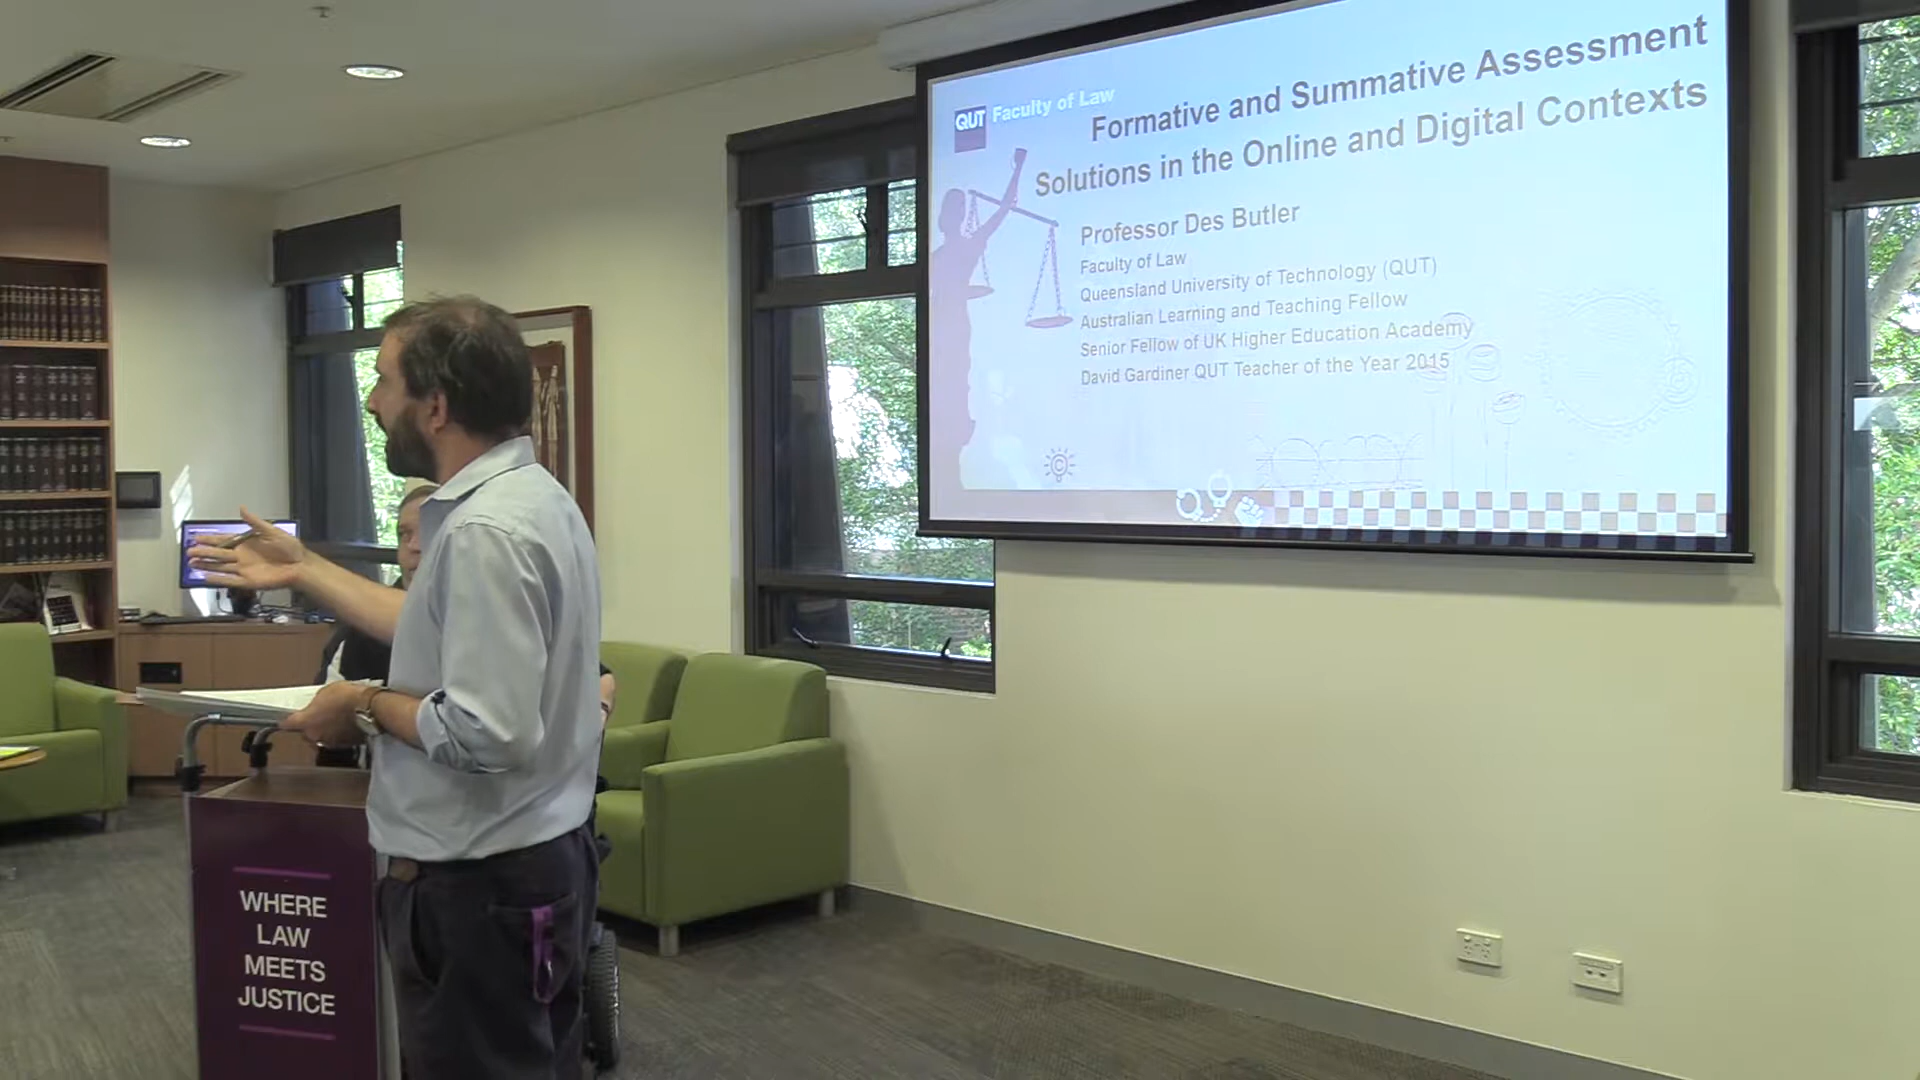 QUT Faculty of Law
Formative and Summative Assessment
Solutions in the Online and Digital Contexts
Professor Des Butler
Faculty of Law
Queensland University of Technology (QUT)
Australian Learning and Teaching Fellow
Senior Fellow of UK Higher Education Academy
David Gardiner QUT Teacher of the Year 2015
WHERE
LAW
MEETS
JUSTICE